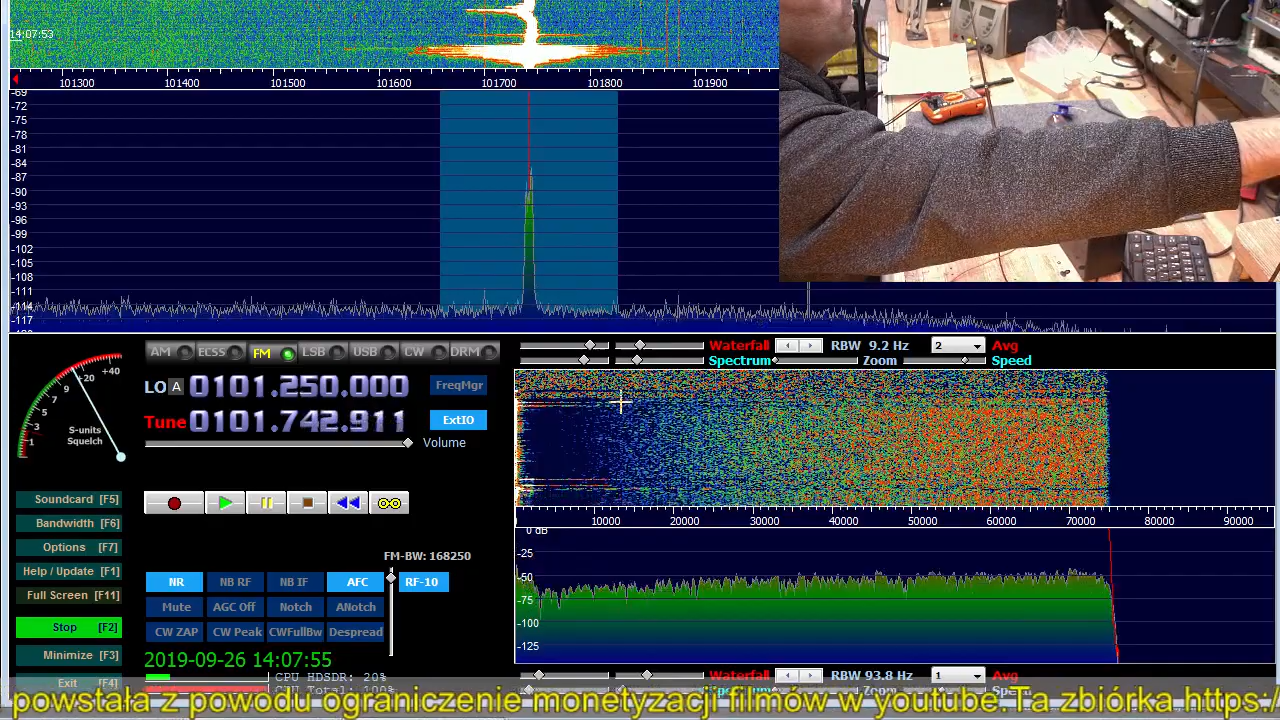 14:07:53
101300 101400 101500 101600 101700 101800 101900
-69
-72
-75
-78
-81
-84
-87
-90
-93
-96
-99
-102
-105
-108
-111
-114
-117
AM ECSS FM LSB USB CW DRM
Waterfall RBW 9.2 Hz 2 Avg
Spectrum Zoom Speed
+20 +40
9
7
5
3
1
S-units
Squelch
LO A 0101.250.000 FreqMgr
Tune 0101.742.911 ExtIO
Volume
Soundcard [F5]
Bandwidth [F6]
Options [F7]
Help / Update [F1]
Full Screen [F11]
Stop [F2]
Minimize [F3]
Exit
FM-BW: 168250
NR NB RF NB IF AFC RF-10
Mute AGC Off Notch ANotch
CW ZAP CW Peak CWFullBw Despread
2019-09-26 14:07:55
CPU HDSDR: 20%
CPU Total: 100%
10000 20000 30000 40000 50000 60000 70000 80000 90000
0 dB
-25
-50
-75
-100
-125
Waterfall RBW 93.8 Hz 1 Avg
Zoom
powstała z powodu ograniczenie monetyzacji filmów w youtube.Ta zbiórka https:/